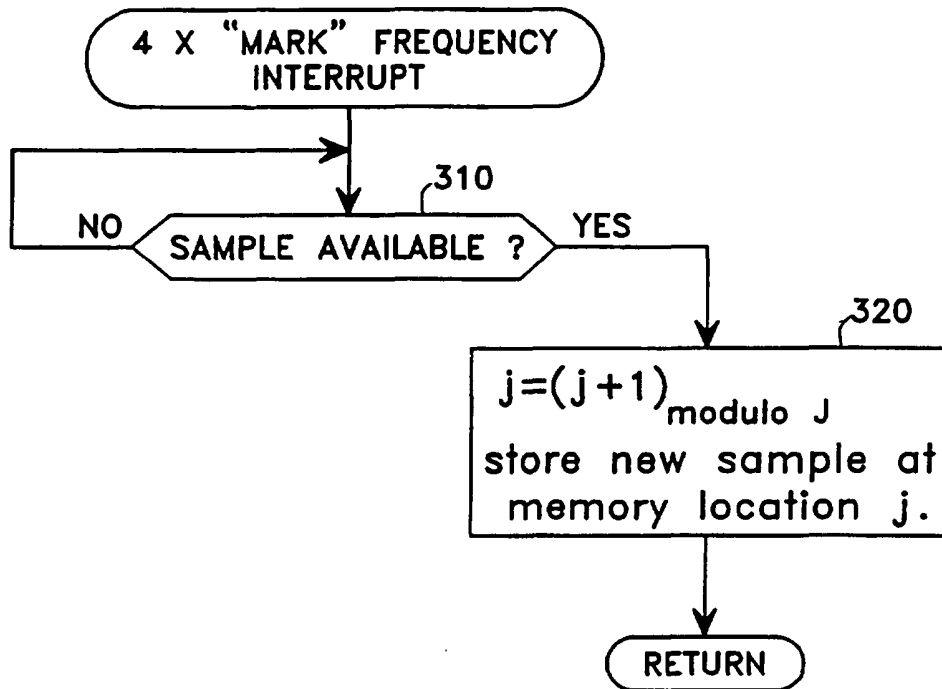 4 X “MARK” FREQUENCY
INTERRUPT
310
NO
SAMPLE AVAILABLE ?
YES
320
j=(j+1)modulo J
store new sample at
memory location j.
RETURN